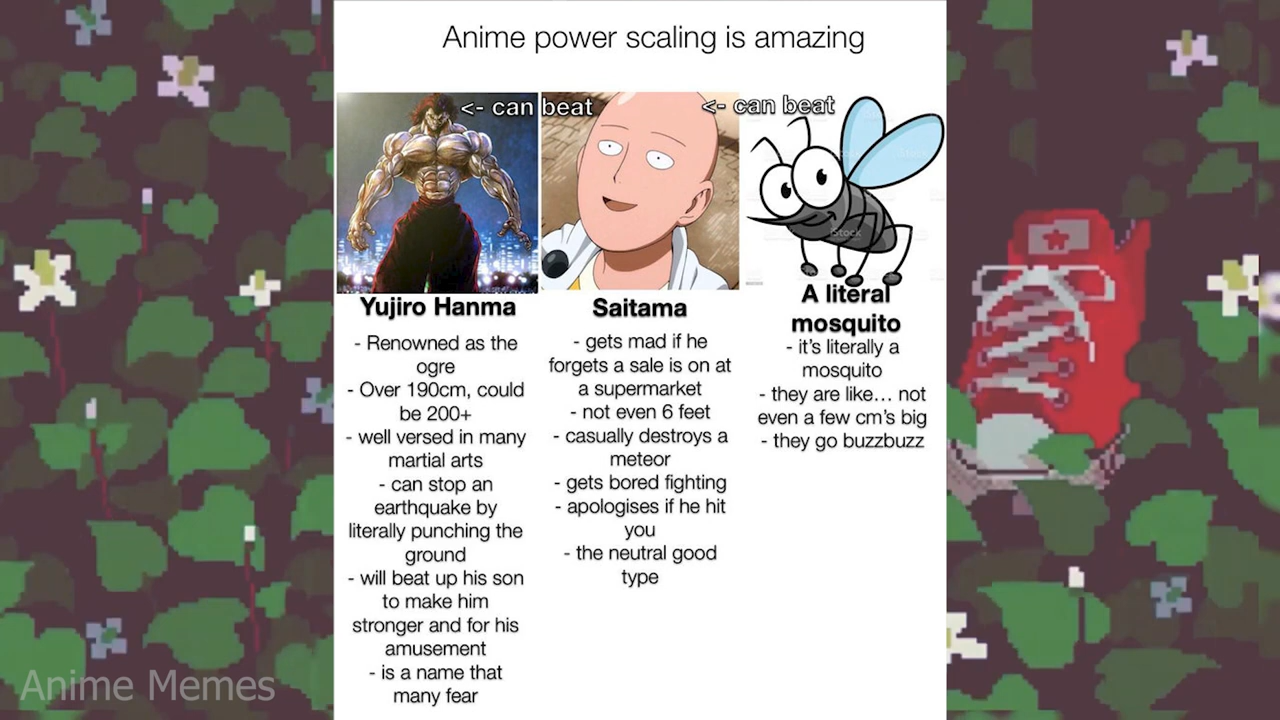 Anime power scaling is amazing
<- can beat
<- can beat
iStock
Yujiro Hanma
- Renowned as the
ogre
- Over 190cm, could
be 200+
- well versed in many
martial arts
- can stop an
earthquake by
literally punching the
ground
- will beat up his son
to make him
stronger and for his
amusement
- is a name that
many fear
Saitama
- gets mad if he
forgets a sale is on at
a supermarket
- not even 6 feet
- casually destroys a
meteor
- gets bored fighting
- apologises if he hit
you
- the neutral good
type
A literal
mosquito
- it's literally a
mosquito
- they are like... not
even a few cm's big
- they go buzzbuzz
Anime Memes